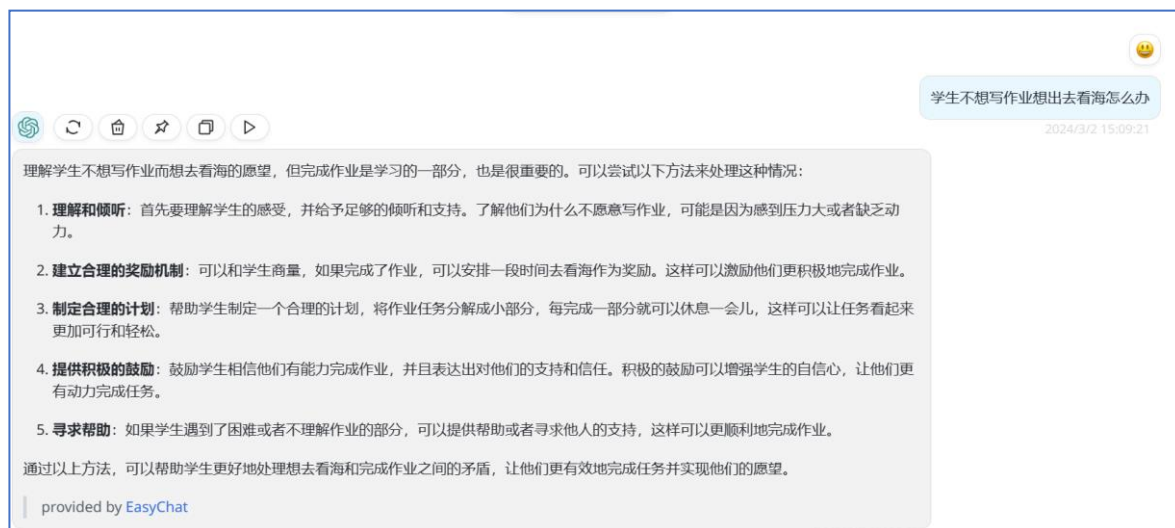 学生不想写作业想出去看海怎么办
2024/3/2 15:09:21
理解学生不想写作业而想去看海的愿望，但完成作业是学习的一部分，也是很重要的。可以尝试以下方法来处理这种情况：
1. 理解和倾听：首先要理解学生的感受，并给予足够的倾听和支持。了解他们为什么不愿意写作业，可能是因为感到压力大或者缺乏动
力。
2. 建立合理的奖励机制：可以和学生商量，如果完成了作业，可以安排一段时间去看海作为奖励。这样可以激励他们更积极地完成作业。
3. 制定合理的计划：帮助学生制定一个合理的计划，将作业任务分解成小部分，每完成一部分就可以休息一会儿，这样可以让任务看起来
更加可行和轻松。
4. 提供积极的鼓励：鼓励学生相信他们有能力完成作业，并且表达出对他们的支持和信任。积极的鼓励可以增强学生的自信心，让他们更
有动力完成任务。
5. 寻求帮助：如果学生遇到了困难或者不理解作业的部分，可以提供帮助或者寻求他人的支持，这样可以更顺利地完成作业。
通过以上方法，可以帮助学生更好地处理想去看海和完成作业之间的矛盾，让他们更有效地完成任务并实现他们的愿望。
provided by EasyChat